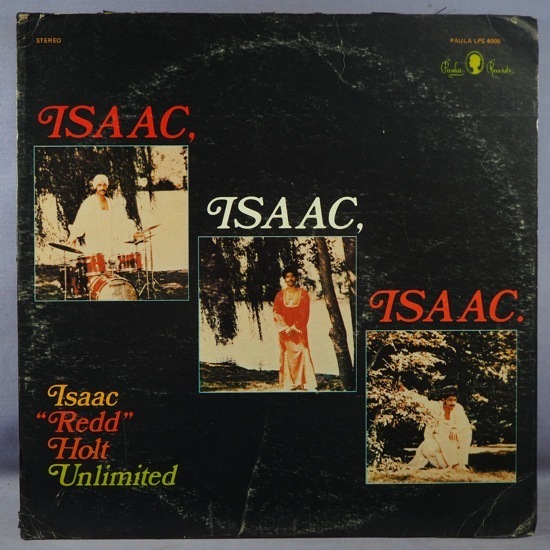 STEREO
PAULA LPS 4006
Paula Records
ISAAC,
ISAAC,
ISAAC.
Isaac
"Redd"
Holt
Unlimited